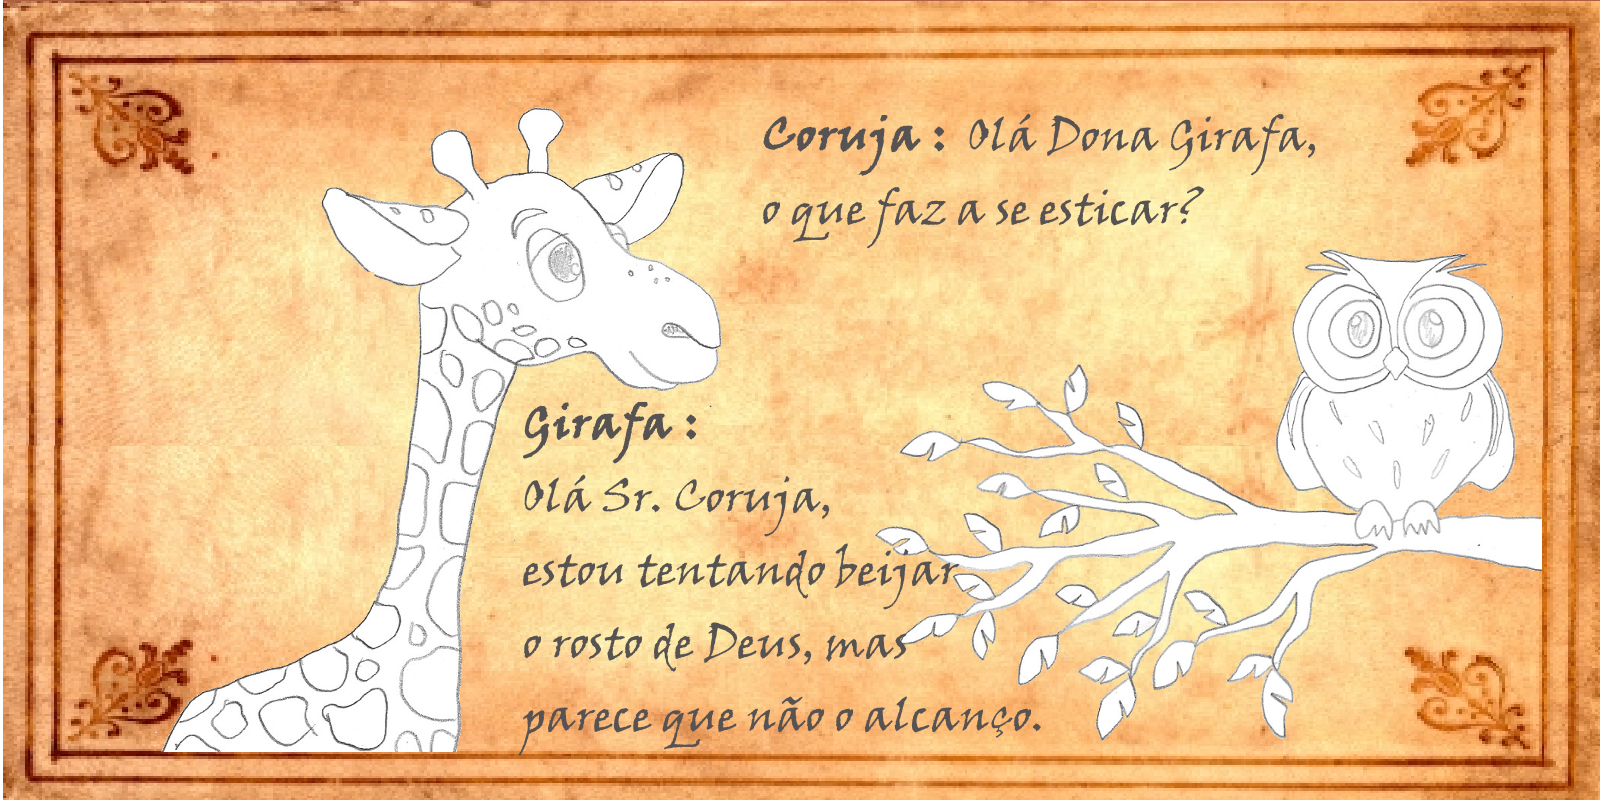 Coruja : Olá Dona Girafa,
o que faz a se esticar?
Girafa :
Olá Sr. Coruja,
estou tentando beijar
o rosto de Deus, mas
parece que não o alcanço.